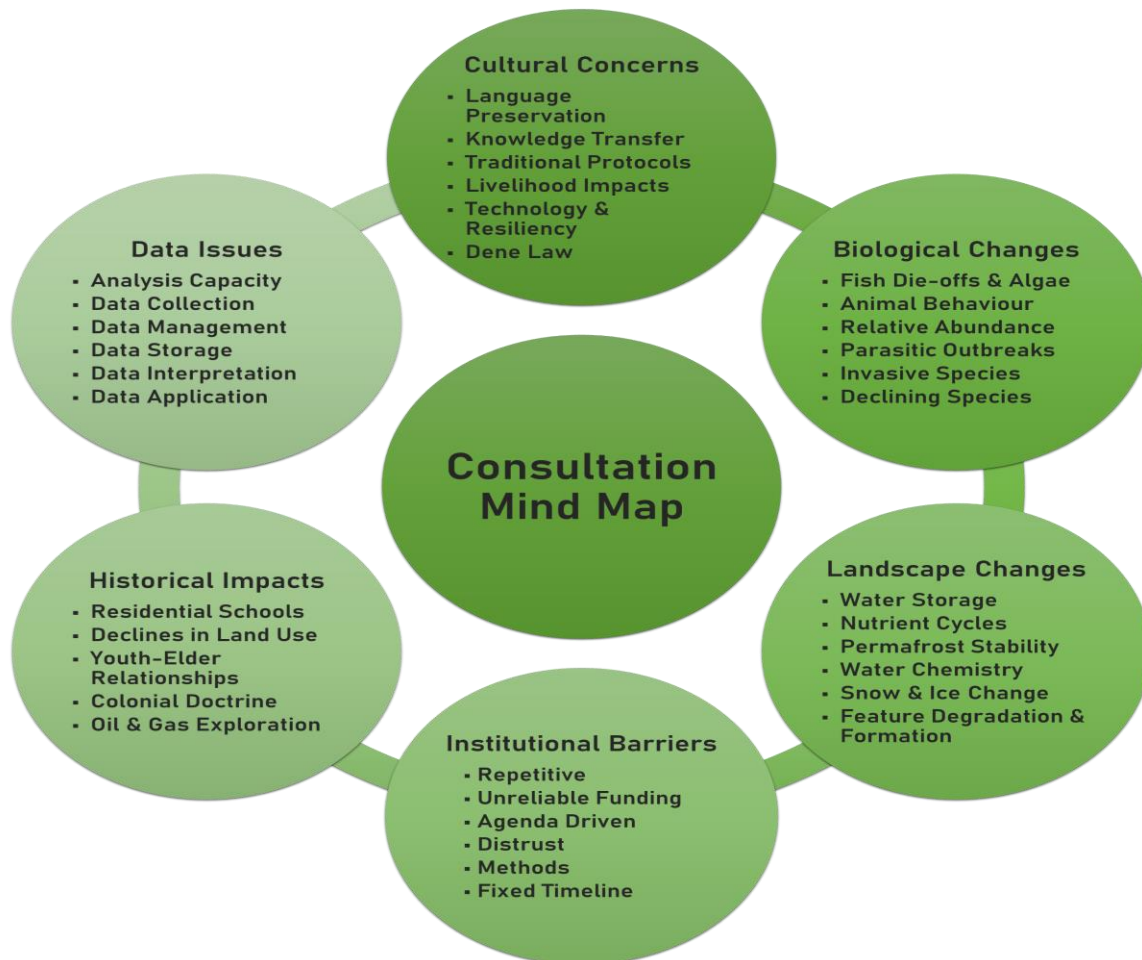 Cultural Concerns
▪ Language
Preservation
▪ Knowledge Transfer
▪ Traditional Protocols
▪ Livelihood Impacts
▪ Technology &
Resiliency
▪ Dene Law
Biological Changes
▪ Fish Die-offs & Algae
▪ Animal Behaviour
▪ Relative Abundance
▪ Parasitic Outbreaks
▪ Invasive Species
▪ Declining Species
Landscape Changes
▪ Water Storage
▪ Nutrient Cycles
▪ Permafrost Stability
▪ Water Chemistry
▪ Snow & Ice Change
▪ Feature Degradation &
Formation
Institutional Barriers
▪ Repetitive
▪ Unreliable Funding
▪ Agenda Driven
▪ Distrust
▪ Methods
▪ Fixed Timeline
Historical Impacts
▪ Residential Schools
▪ Declines in Land Use
▪ Youth-Elder
Relationships
▪ Colonial Doctrine
▪ Oil & Gas Exploration
Data Issues
▪ Analysis Capacity
▪ Data Collection
▪ Data Management
▪ Data Storage
▪ Data Interpretation
▪ Data Application
Consultation
Mind Map